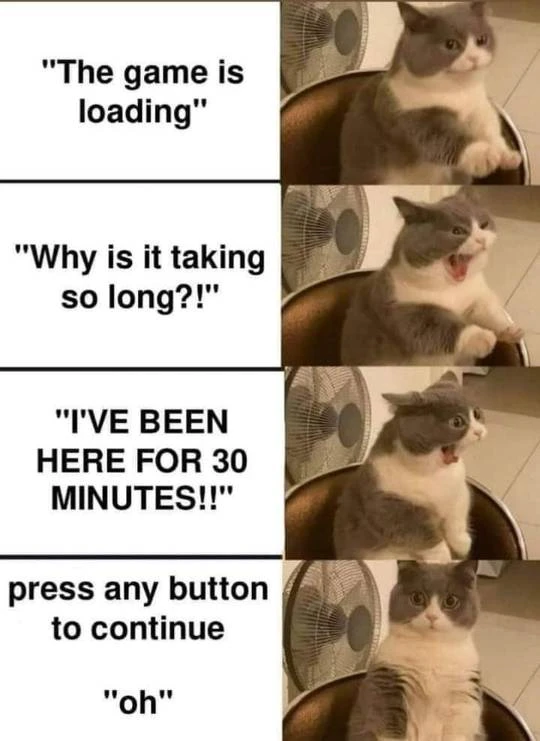 "The game is
loading"
"Why is it taking
so long?!"
"I'VE BEEN
HERE FOR 30
MINUTES!!"
press any button
to continue
"oh"